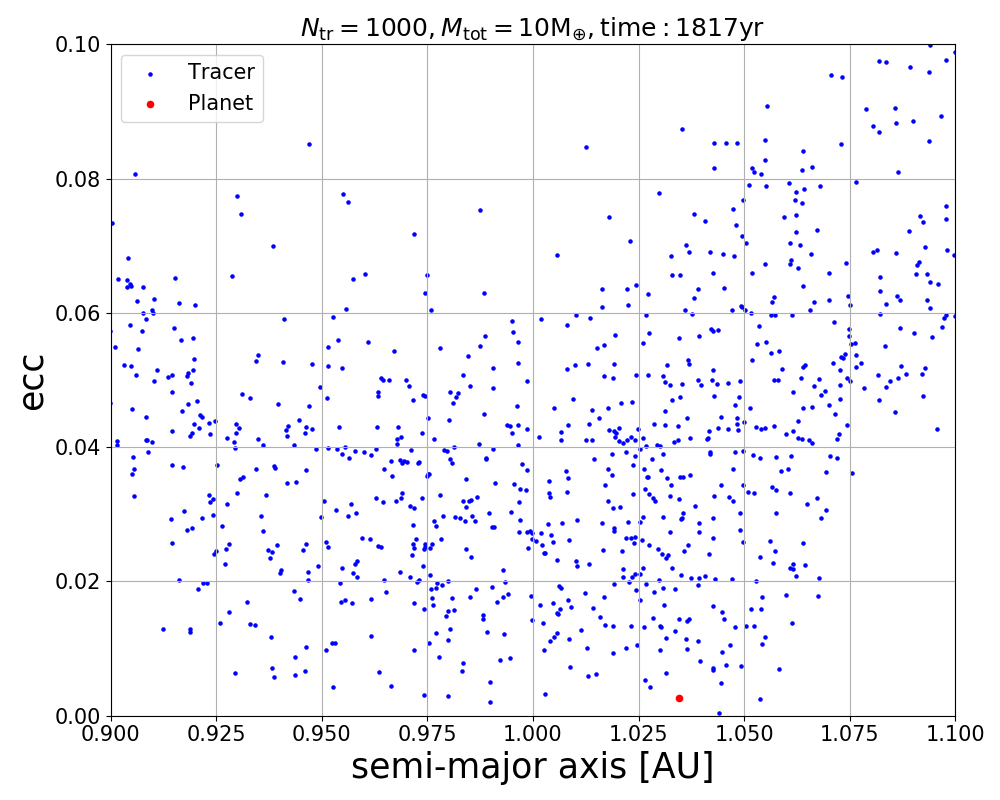 N_tr = 1000, M_tot = 10M_⊕, time : 1817yr
Tracer
Planet
0.10
0.08
0.06
0.04
0.02
0.00
ecc
0.900 0.925 0.950 0.975 1.000 1.025 1.050 1.075 1.100
semi-major axis [AU]